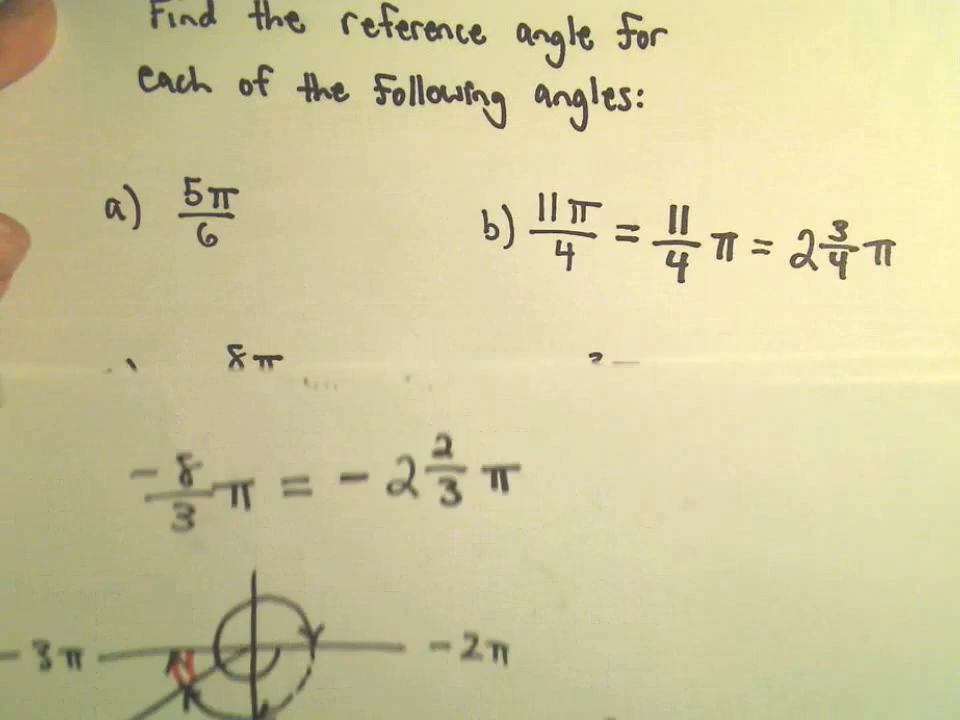 Find the reference angle for
each of the following angles:
a) 5π/6
b) 11π/4 = 11/4 π = 2 3/4 π
8π
-8/3 π = - 2 2/3 π
- 3π
- 2π